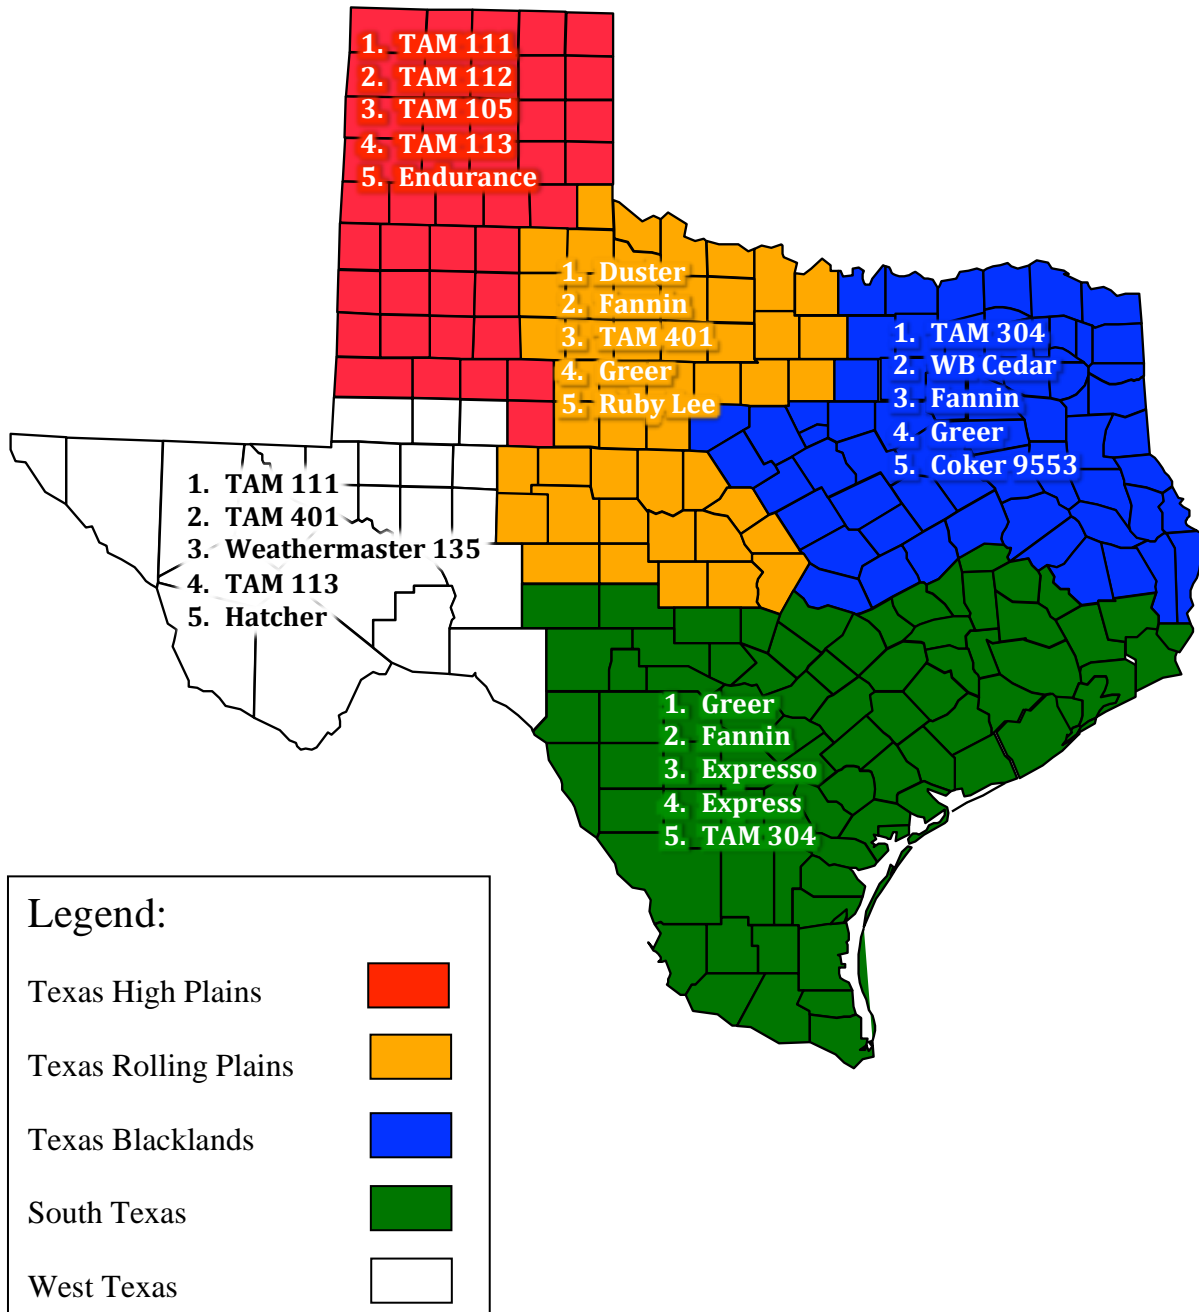 1. TAM 111
2. TAM 112
3. TAM 105
4. TAM 113
5. Endurance
1. Duster
2. Fannin
3. TAM 401
4. Greer
5. Ruby Lee
1. TAM 304
2. WB Cedar
3. Fannin
4. Greer
5. Coker 9553
1. TAM 111
2. TAM 401
3. Weathermaster 135
4. TAM 113
5. Hatcher
1. Greer
2. Fannin
3. Expresso
4. Express
5. TAM 304
Legend:
Texas High Plains
Texas Rolling Plains
Texas Blacklands
South Texas
West Texas